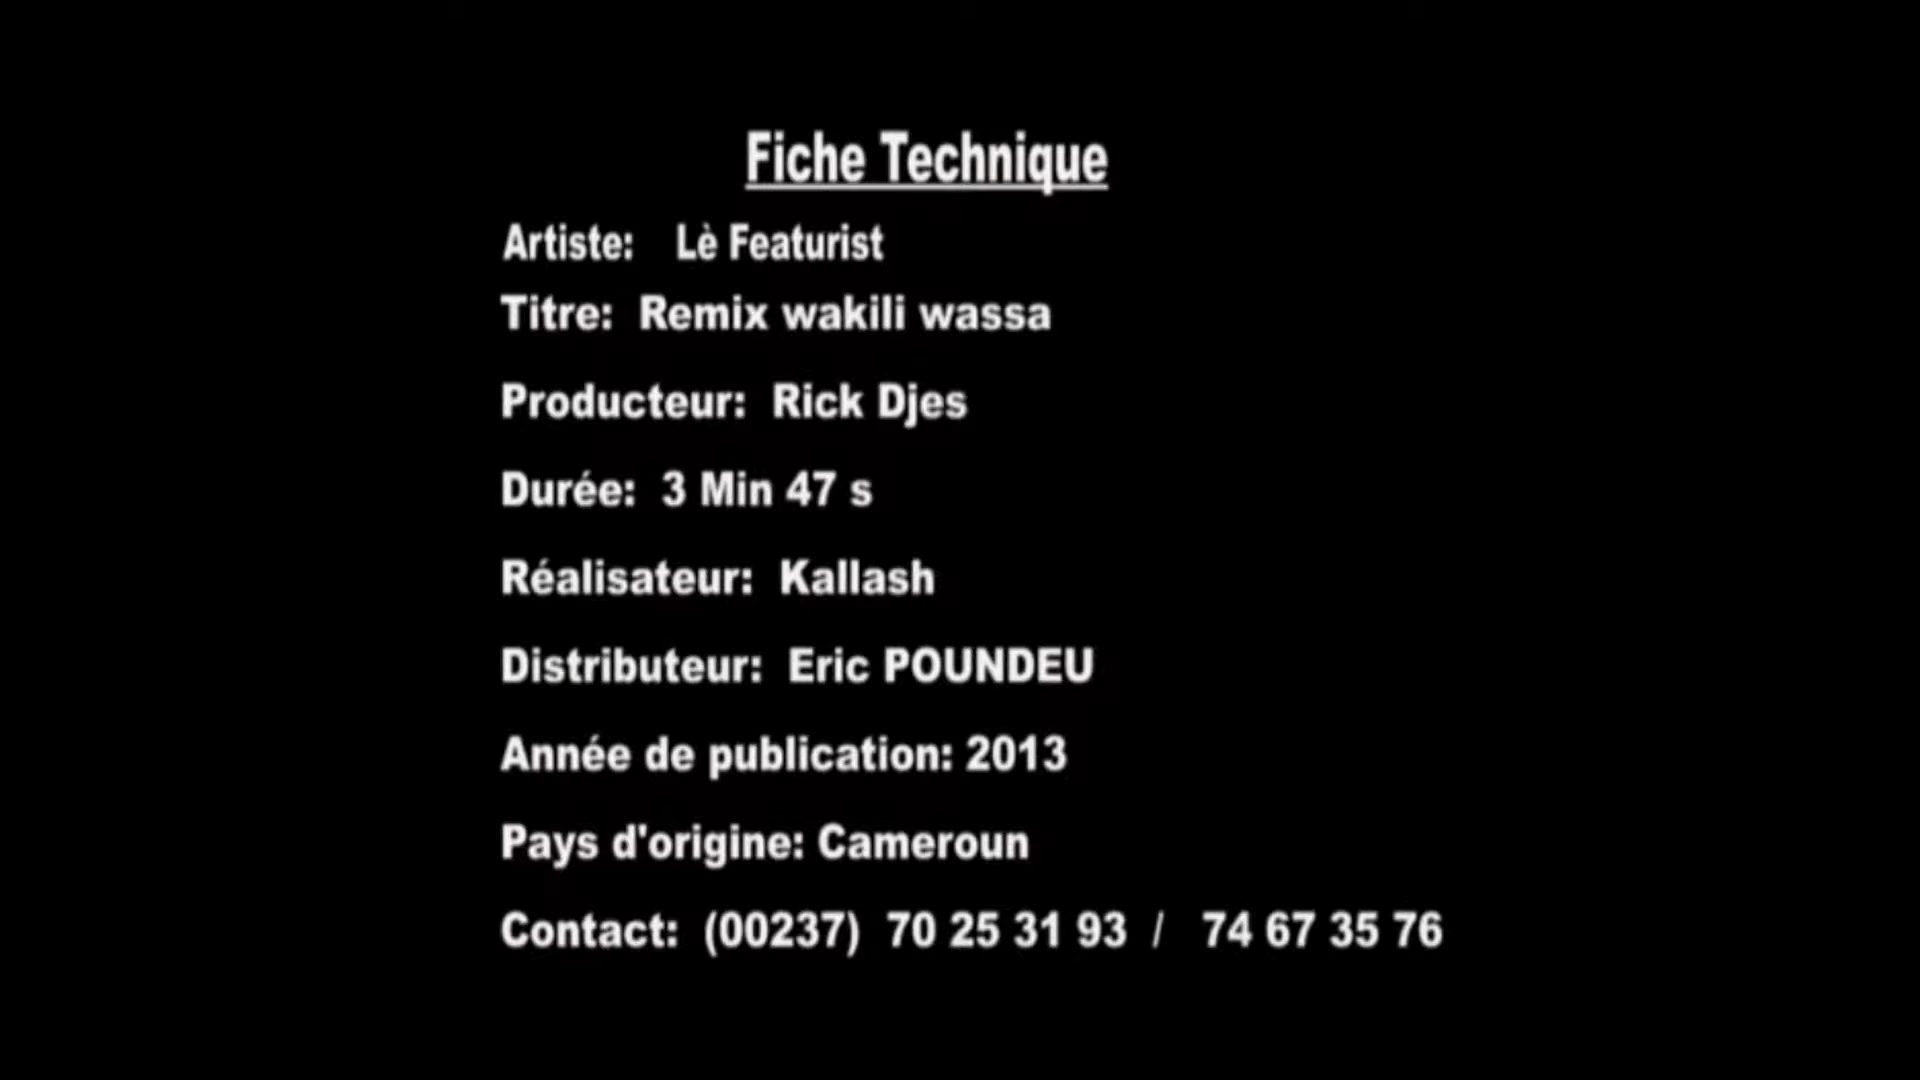 Fiche Technique
Artiste: Lè Featurist
Titre: Remix wakili wassa
Producteur: Rick Djes
Durée: 3 Min 47 s
Réalisateur: Kallash
Distributeur: Eric POUNDEU
Année de publication: 2013
Pays d'origine: Cameroun
Contact: (00237) 70 25 31 93 / 74 67 35 76